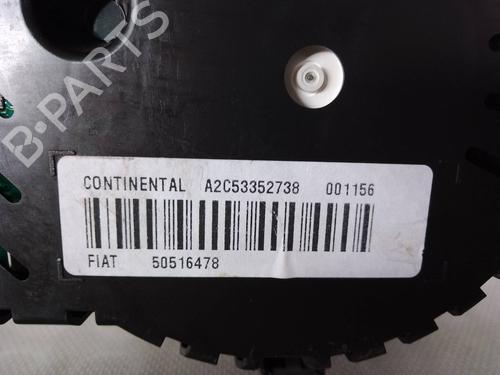 B-PARTS
CONTINENTAL A2C53352738 001156
FIAT 50516478